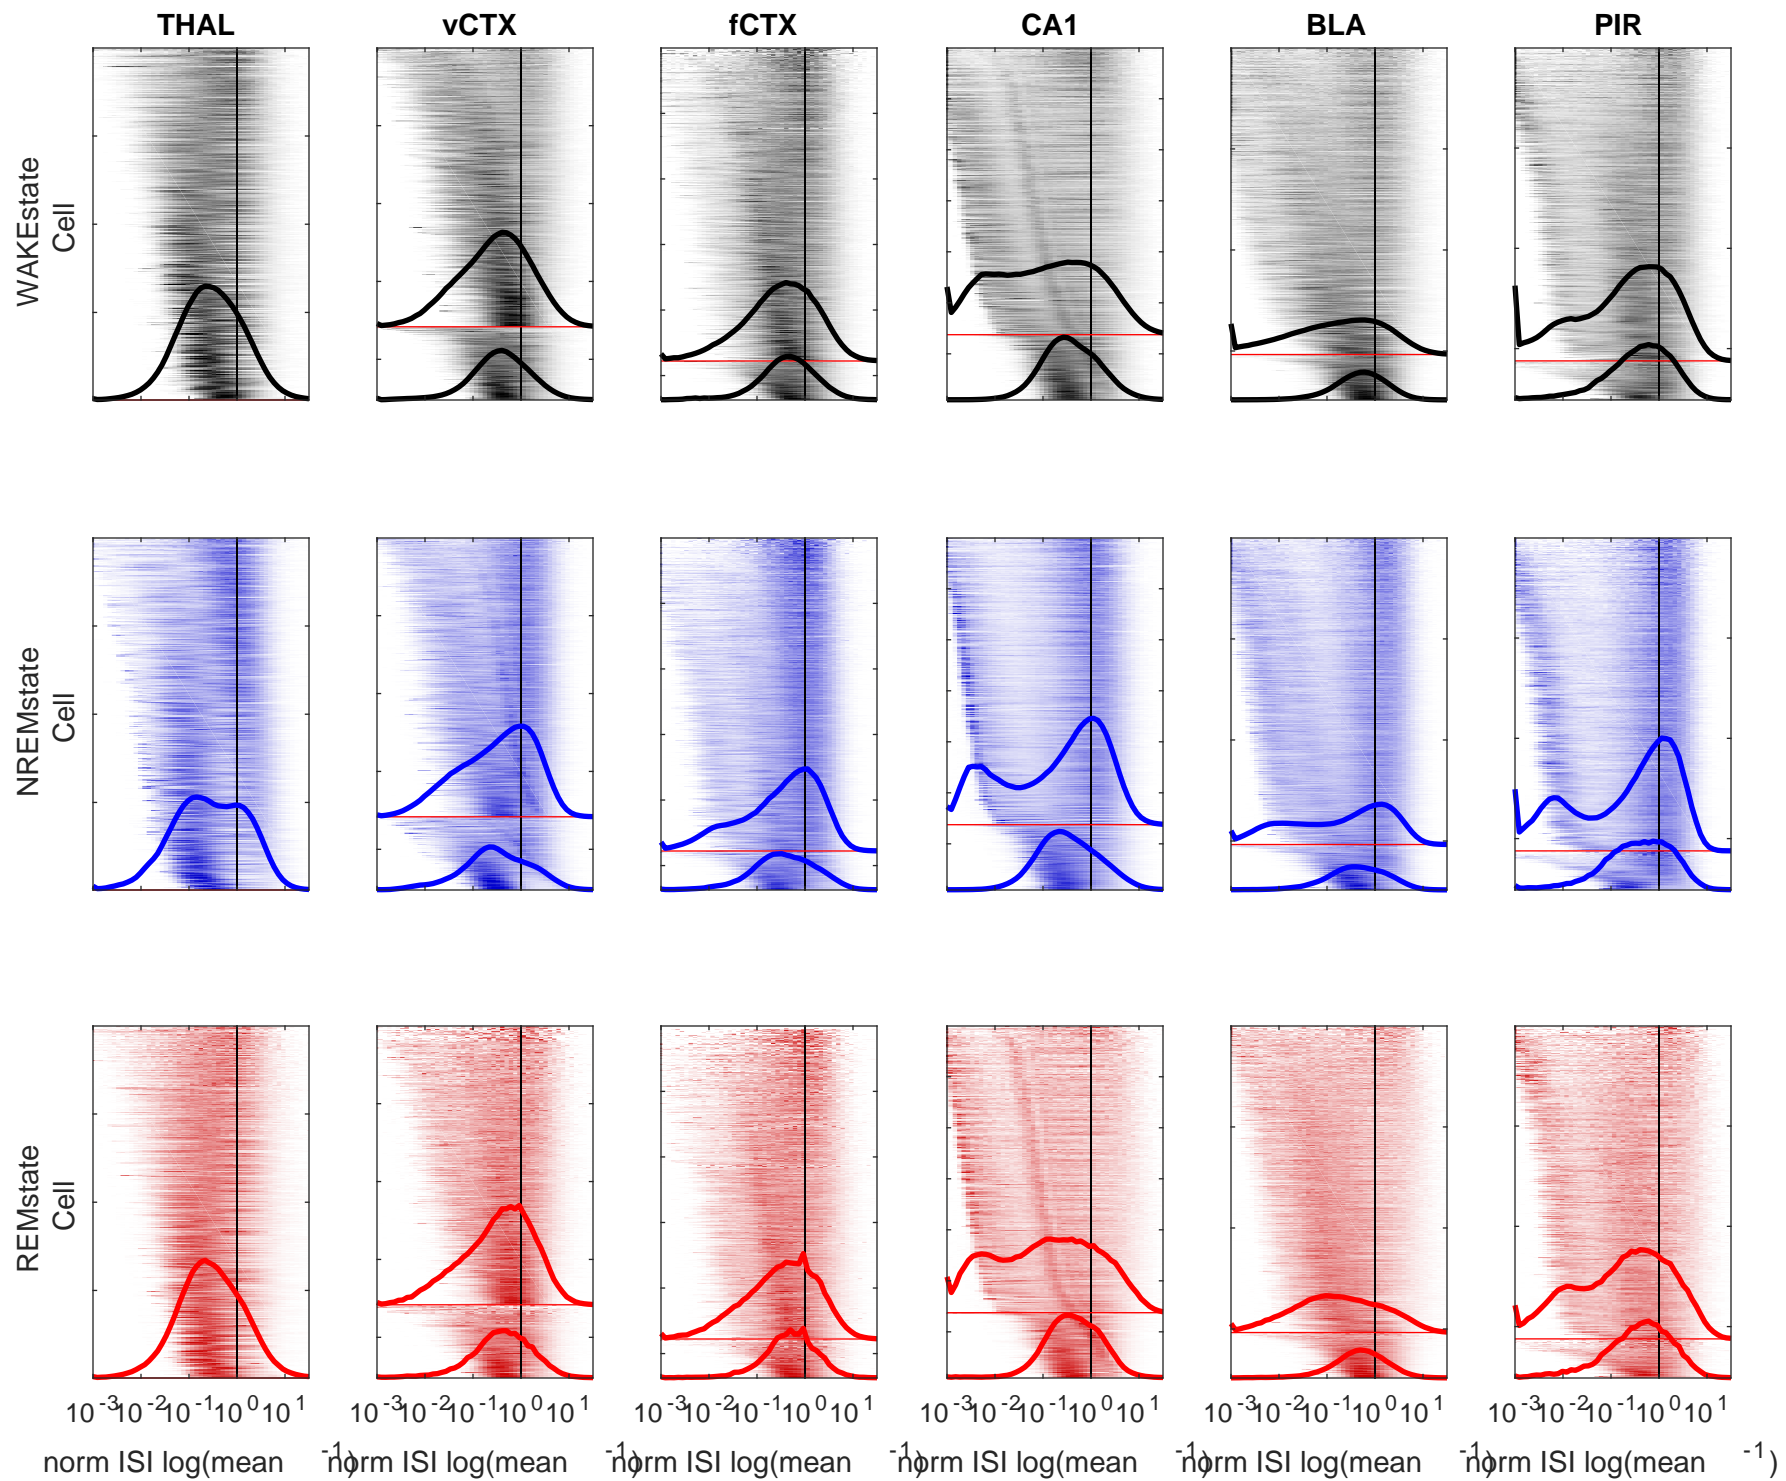 THAL vCTX fCTX CA1 BLA PIR
WAKEstate
Cell
NREMstate
Cell
REMstate
Cell
10-3 10-2 10-1 10 0 10 1 10-3 10-2 10-1 10 0 10 1 10-3 10-2 10-1 10 0 10 1 10-3 10-2 10-1 10 0 10 1 10-3 10-2 10-1 10 0 10 1 10-3 10-2 10-1 10 0 10 1
norm ISI log(mean -1) norm ISI log(mean -1) norm ISI log(mean -1) norm ISI log(mean -1) norm ISI log(mean -1) norm ISI log(mean -1)